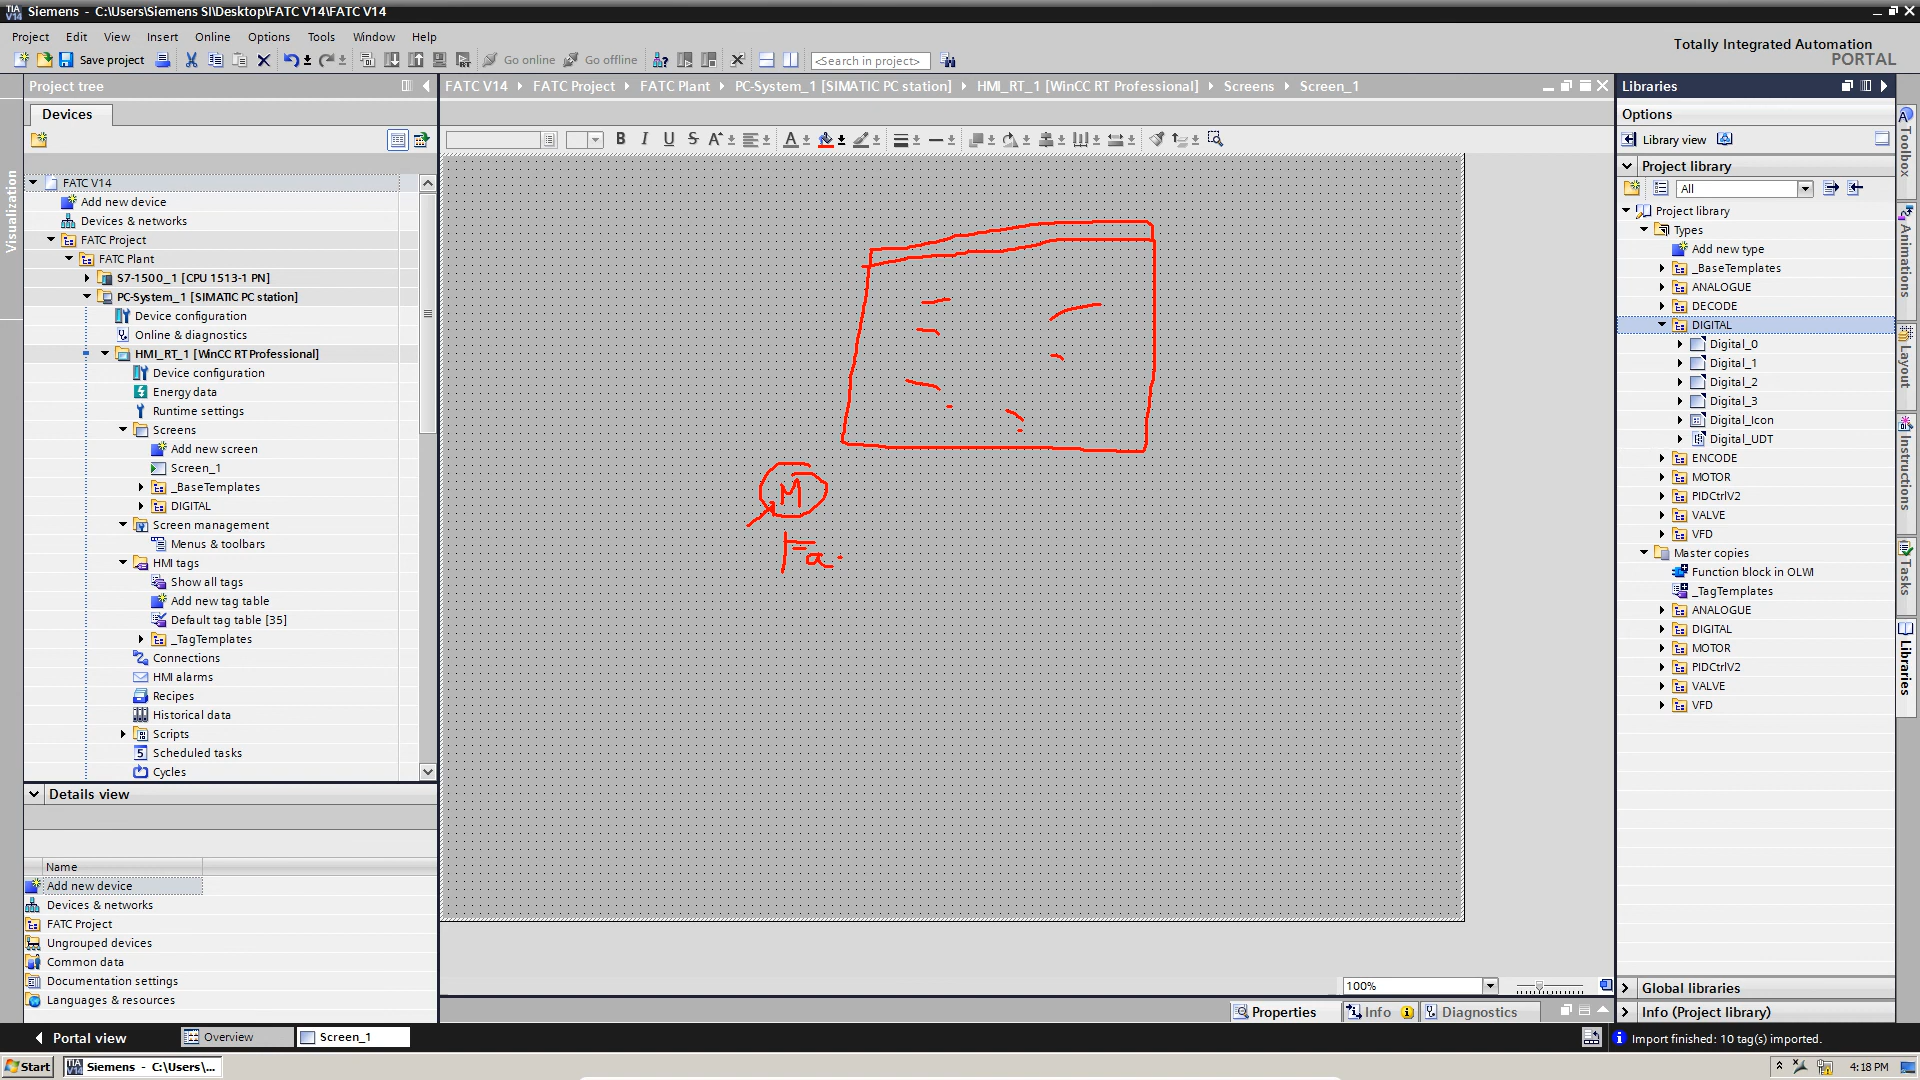 Siemens - C:\Users\Siemens SI\Desktop\FATC V14\FATC V14
Project Edit View Insert Online Options Tools Window Help
Totally Integrated Automation
PORTAL
Save project
Go online
Go offline
<Search in project>
Project tree
FATC V14 FATC Project FATC Plant PC-System_1 [SIMATIC PC station] HMI_RT_1 [WinCC RT Professional] Screens Screen_1
Libraries
Devices
Options
Library view
Visualization
FATC V14
Add new device
Devices & networks
FATC Project
FATC Plant
S7-1500_1 [CPU 1513-1 PN]
PC-System_1 [SIMATIC PC station]
Device configuration
Online & diagnostics
HMI_RT_1 [WinCC RT Professional]
Device configuration
Energy data
Runtime settings
Screens
Add new screen
Screen_1
_BaseTemplates
DIGITAL
Screen management
Menus & toolbars
HMI tags
Show all tags
Add new tag table
Default tag table [35]
_TagTemplates
Connections
HMI alarms
Recipes
Historical data
Scripts
Scheduled tasks
Cycles
Details view
Name
Add new device
Devices & networks
FATC Project
Ungrouped devices
Common data
Documentation settings
Languages & resources
M
Fa.
100%
Properties
Info
Diagnostics
Project library
All
Project library
Types
Add new type
_BaseTemplates
ANALOGUE
DECODE
DIGITAL
Digital_0
Digital_1
Digital_2
Digital_3
Digital_Icon
Digital_UDT
ENCODE
MOTOR
PIDCtrlV2
VALVE
VFD
Master copies
Function block in OLWI
_TagTemplates
ANALOGUE
DIGITAL
MOTOR
PIDCtrlV2
VALVE
VFD
Global libraries
Info (Project library)
Toolbox
Animations
Layout
Instructions
Tasks
Libraries
Portal view
Overview
Screen_1
Import finished: 10 tag(s) imported.
Start
Siemens - C:\Users\...
4:18 PM